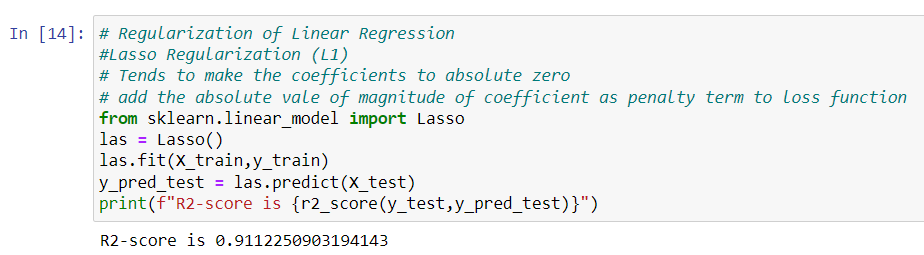 In [14]: # Regularization of Linear Regression
#Lasso Regularization (L1)
# Tends to make the coefficients to absolute zero
# add the absolute vale of magnitude of coefficient as penalty term to loss function
from sklearn.linear_model import Lasso
las = Lasso()
las.fit(X_train,y_train)
y_pred_test = las.predict(X_test)
print(f"R2-score is {r2_score(y_test,y_pred_test)}")
R2-score is 0.9112250903194143